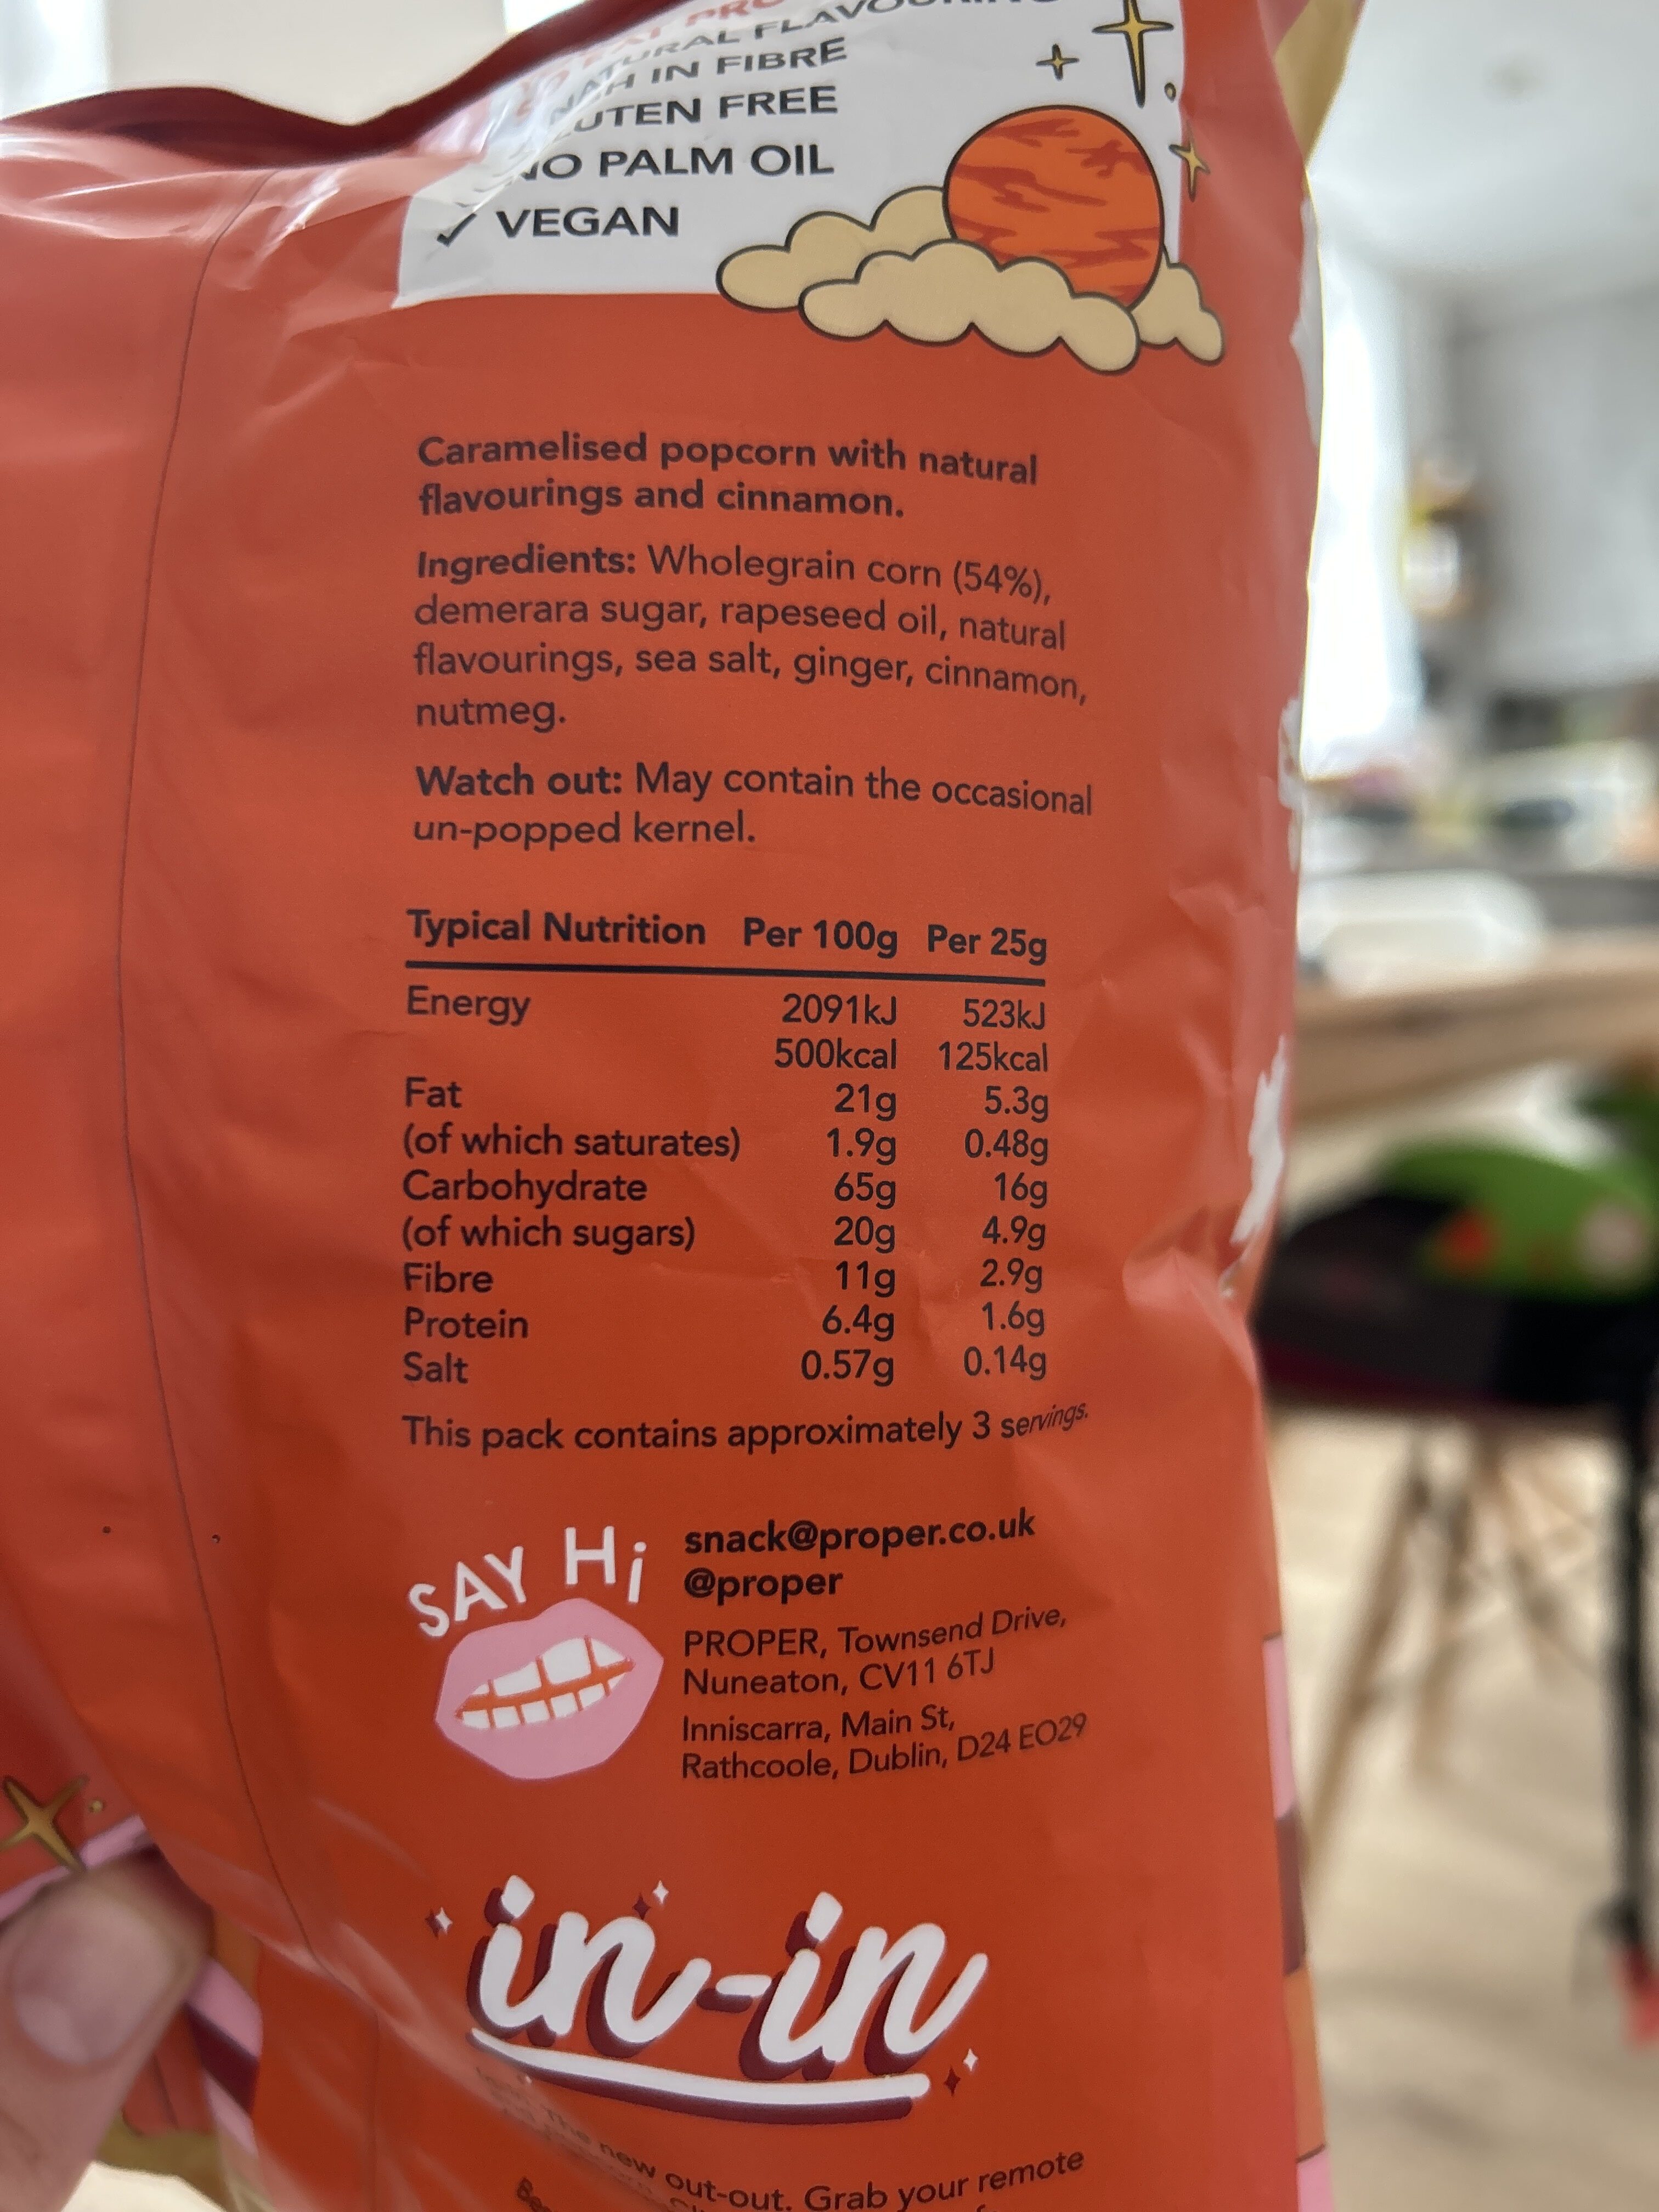 FLAVOURING
IN FIBRE
FREE
NO PALM OIL
✓ VEGAN
Caramelised popcorn with natural
flavourings and cinnamon.
Ingredients: Wholegrain corn (54%),
demerara sugar, rapeseed oil, natural
flavourings, sea salt, ginger, cinnamon,
nutmeg.
Watch out: May contain the occasional
un-popped kernel.
Typical Nutrition Per 100g Per 25g
Energy 2091kJ 523kJ
500kcal 125kcal
Fat 21g 5.3g
(of which saturates) 1.9g 0.48g
Carbohydrate 65g 16g
(of which sugars) 20g 4.9g
Fibre 11g 2.9g
Protein 6.4g 1.6g
Salt 0.57g 0.14g
This pack contains approximately 3 servings.
SAY Hi
snack@proper.co.uk
@proper
PROPER, Townsend Drive,
Nuneaton, CV11 6TJ
Inniscarra, Main St,
Rathcoole, Dublin, D24 EO29
in-in
The new out-out. Grab your remote